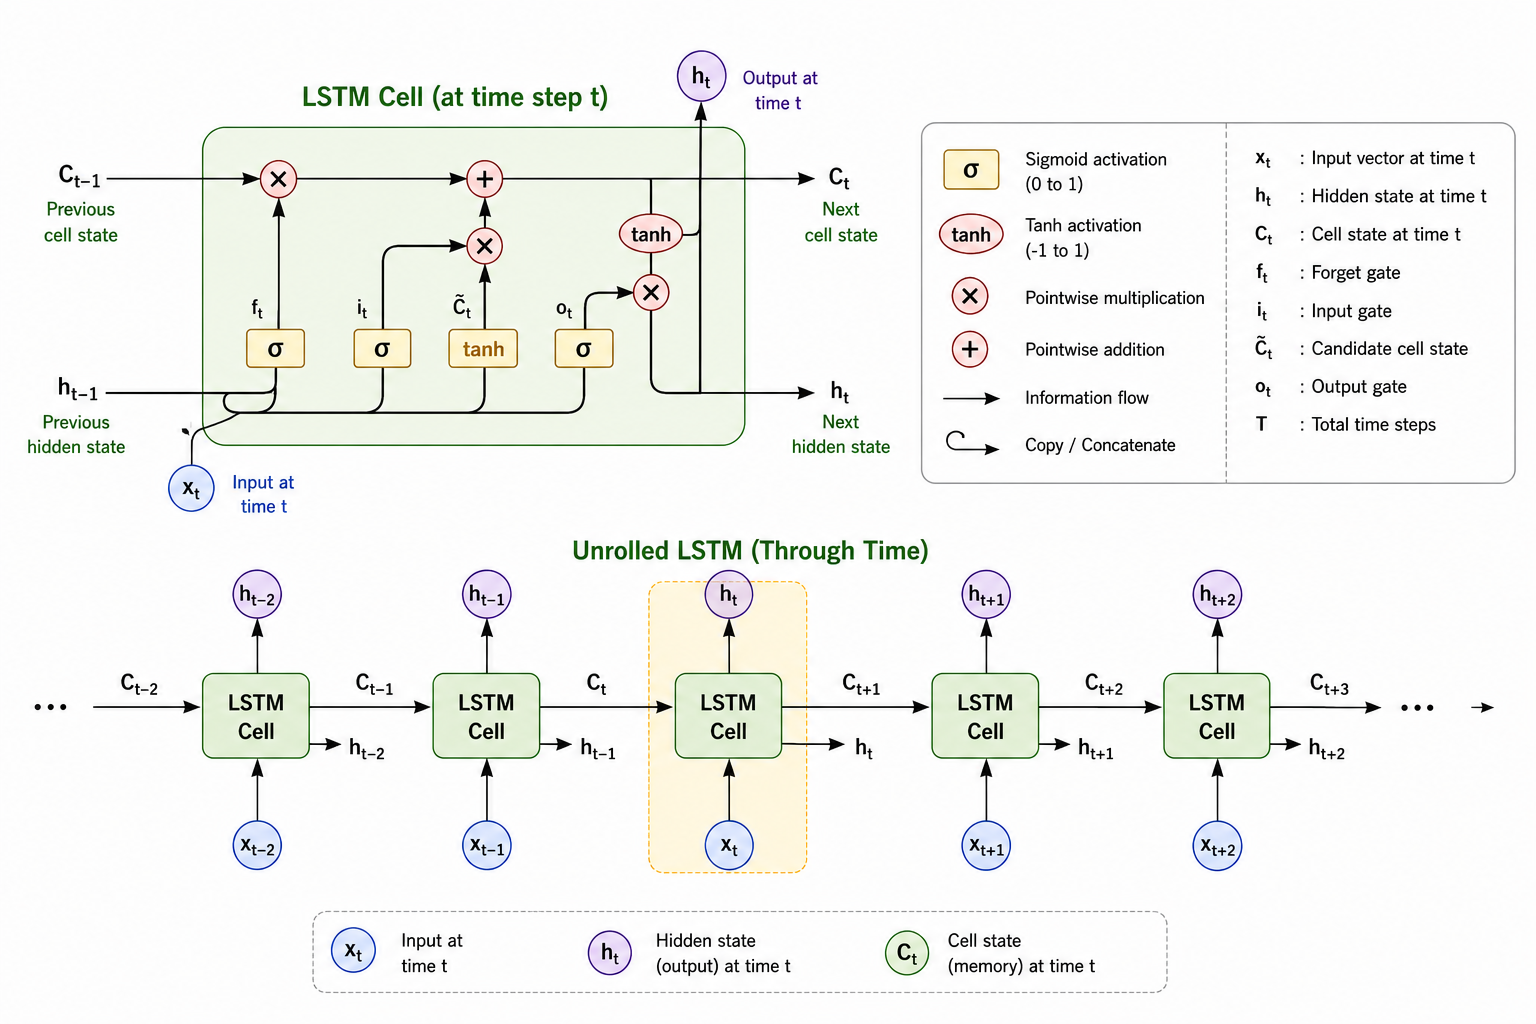 LSTM Cell (at time step t)
hₜ
Output at
time t
Cₜ₋₁
Previous
cell state
×
+
Cₜ
Next
cell state
tanh
×
×
fₜ
iₜ
C̃ₜ
oₜ
σ
σ
tanh
σ
hₜ₋₁
Previous
hidden state
hₜ
Next
hidden state
xₜ
Input at
time t
σ
Sigmoid activation
(0 to 1)
tanh
Tanh activation
(-1 to 1)
×
Pointwise multiplication
+
Pointwise addition
Information flow
Copy / Concatenate
xₜ : Input vector at time t
hₜ : Hidden state at time t
Cₜ : Cell state at time t
fₜ : Forget gate
iₜ : Input gate
C̃ₜ : Candidate cell state
oₜ : Output gate
T : Total time steps
Unrolled LSTM (Through Time)
hₜ₋₂ hₜ₋₁ hₜ hₜ₊₁ hₜ₊₂
... Cₜ₋₂ Cₜ₋₁ Cₜ Cₜ₊₁ Cₜ₊₂ Cₜ₊₃ ...
LSTM LSTM LSTM LSTM LSTM
Cell Cell Cell Cell Cell
hₜ₋₂ hₜ₋₁ hₜ hₜ₊₁ hₜ₊₂
xₜ₋₂ xₜ₋₁ xₜ xₜ₊₁ xₜ₊₂
xₜ
Input at
time t
hₜ
Hidden state
(output) at time t
Cₜ
Cell state
(memory) at time t